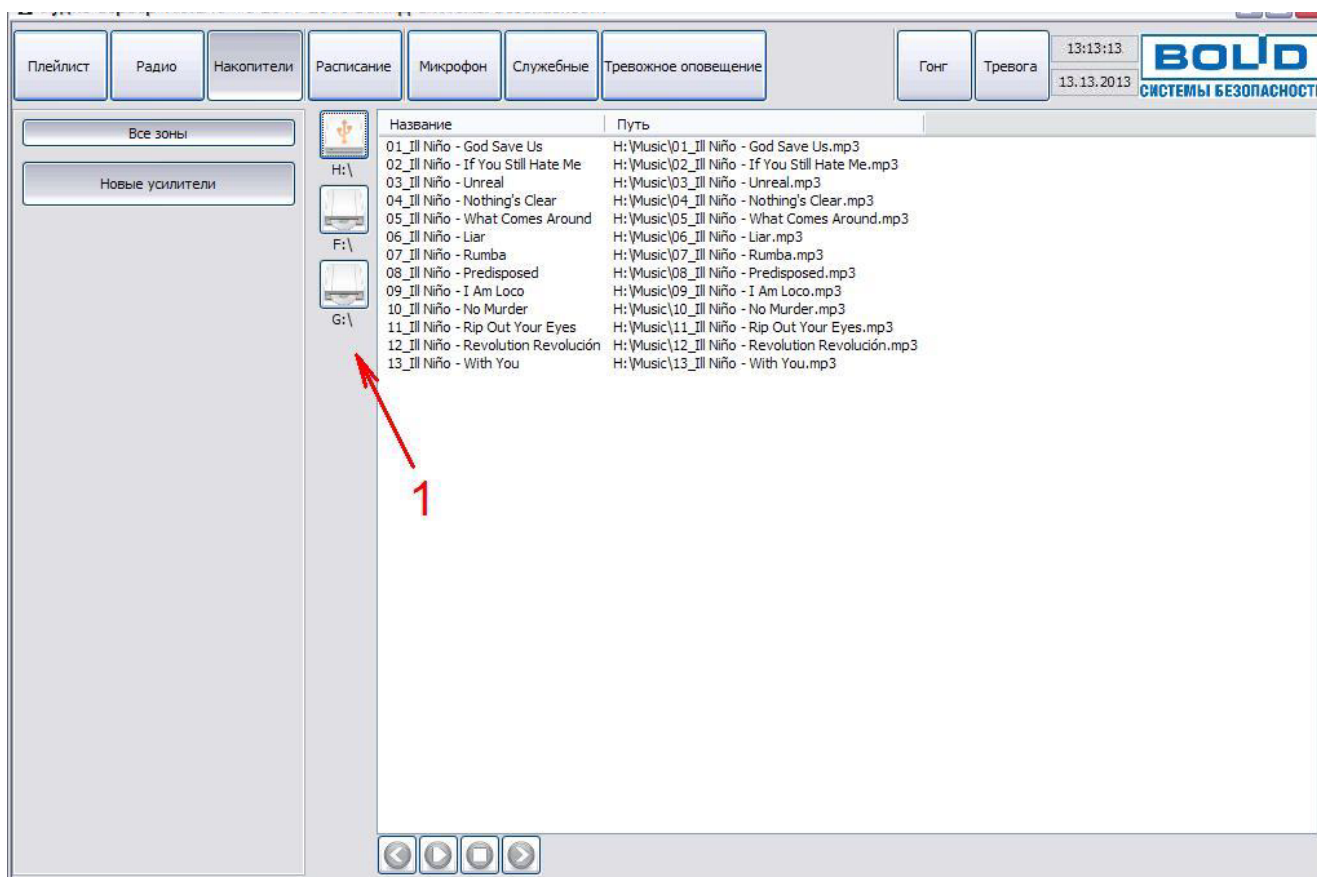 Плейлист Радио Накопители Расписание Микрофон Служебные Тревожное оповещение Гонг Тревога 13:13:13
13.13.2013
BOLID
СИСТЕМЫ БЕЗОПАСНОСТИ
Все зоны
Новые усилители
H:\
F:\
G:\
Название Путь
01_Ill Niño - God Save Us H:\Music\01_Ill Niño - God Save Us.mp3
02_Ill Niño - If You Still Hate Me H:\Music\02_Ill Niño - If You Still Hate Me.mp3
03_Ill Niño - Unreal H:\Music\03_Ill Niño - Unreal.mp3
04_Ill Niño - Nothing's Clear H:\Music\04_Ill Niño - Nothing's Clear.mp3
05_Ill Niño - What Comes Around H:\Music\05_Ill Niño - What Comes Around.mp3
06_Ill Niño - Liar H:\Music\06_Ill Niño - Liar.mp3
07_Ill Niño - Rumba H:\Music\07_Ill Niño - Rumba.mp3
08_Ill Niño - Predisposed H:\Music\08_Ill Niño - Predisposed.mp3
09_Ill Niño - I Am Loco H:\Music\09_Ill Niño - I Am Loco.mp3
10_Ill Niño - No Murder H:\Music\10_Ill Niño - No Murder.mp3
11_Ill Niño - Rip Out Your Eyes H:\Music\11_Ill Niño - Rip Out Your Eyes.mp3
12_Ill Niño - Revolution Revolución H:\Music\12_Ill Niño - Revolution Revolución.mp3
13_Ill Niño - With You H:\Music\13_Ill Niño - With You.mp3
1